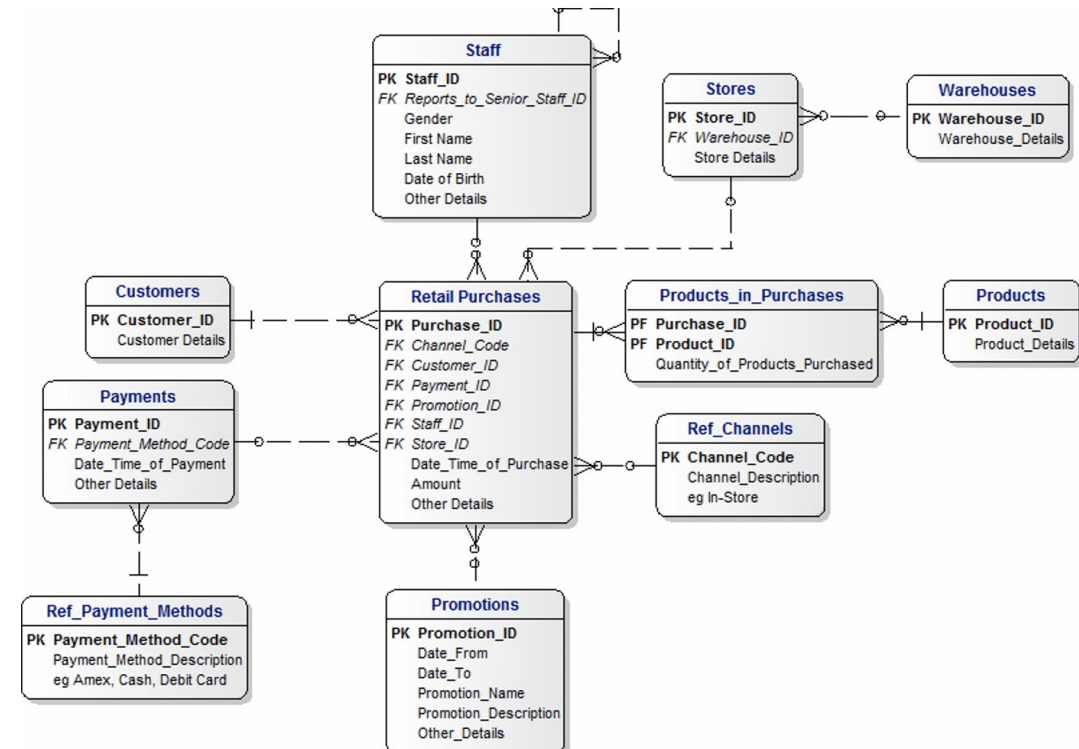 Staff
PK Staff_ID
FK Reports_to_Senior_Staff_ID
Gender
First Name
Last Name
Date of Birth
Other Details
Stores
PK Store_ID
FK Warehouse_ID
Store Details
Warehouses
PK Warehouse_ID
Warehouse_Details
Customers
PK Customer_ID
Customer Details
Retail Purchases
PK Purchase_ID
FK Channel_Code
FK Customer_ID
FK Payment_ID
FK Promotion_ID
FK Staff_ID
FK Store_ID
Date_Time_of_Purchase
Amount
Other Details
Products_in_Purchases
PF Purchase_ID
PF Product_ID
Quantity_of_Products_Purchased
Products
PK Product_ID
Product_Details
Payments
PK Payment_ID
FK Payment_Method_Code
Date_Time_of_Payment
Other Details
Ref_Channels
PK Channel_Code
Channel_Description
eg In-Store
Ref_Payment_Methods
PK Payment_Method_Code
Payment_Method_Description
eg Amex, Cash, Debit Card
Promotions
PK Promotion_ID
Date_From
Date_To
Promotion_Name
Promotion_Description
Other_Details